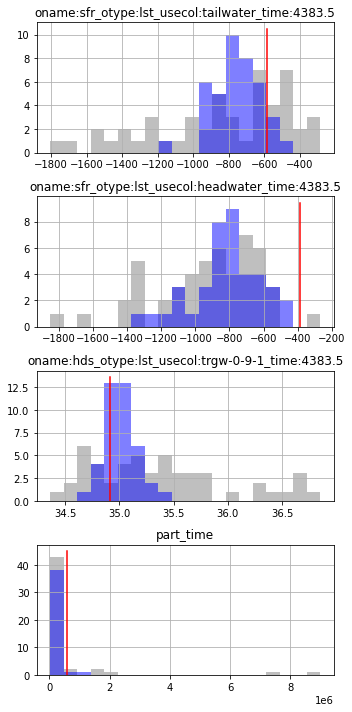 oname:sfr_otype:lst_usecol:tailwater_time:4383.5
10
8
6
4
2
0
−1800 −1600 −1400 −1200 −1000 −800 −600 −400
oname:sfr_otype:lst_usecol:headwater_time:4383.5
8
6
4
2
0
−1800 −1600 −1400 −1200 −1000 −800 −600 −400 −200
oname:hds_otype:lst_usecol:trgw-0-9-1_time:4383.5
12.5
10.0
7.5
5.0
2.5
0.0
34.5 35.0 35.5 36.0 36.5
part_time
40
30
20
10
0
0 2 4 6 8
1e6